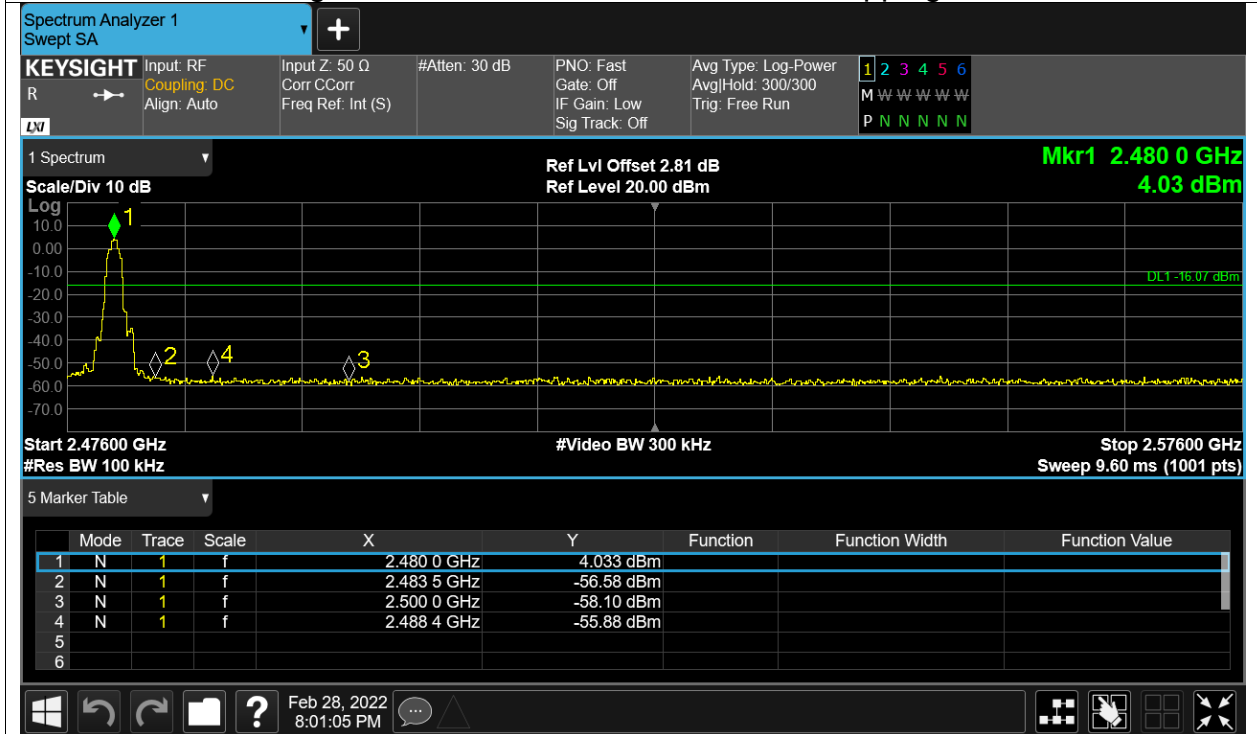 Spectrum Analyzer 1
Swept SA
KEYSIGHT
R
LXI
Input: RF
Coupling: DC
Align: Auto
Input Z: 50 Ω
Corr CCorr
Freq Ref: Int (S)
#Atten: 30 dB
PNO: Fast
Gate: Off
IF Gain: Low
Sig Track: Off
Avg Type: Log-Power
Avg|Hold: 300/300
Trig: Free Run
1 2 3 4 5 6
M W W W W W
P N N N N N
1 Spectrum
Scale/Div 10 dB
Ref Lvl Offset 2.81 dB
Ref Level 20.00 dBm
Mkr1 2.480 0 GHz
4.03 dBm
Log
10.0
0.00
-10.0
-20.0
-30.0
-40.0
-50.0
-60.0
-70.0
1
2
4
3
DL1 -16.07 dBm
Start 2.47600 GHz
#Res BW 100 kHz
#Video BW 300 kHz
Stop 2.57600 GHz
Sweep 9.60 ms (1001 pts)
5 Marker Table
Mode Trace Scale X Y Function Function Width Function Value
1 N 1 f 2.480 0 GHz 4.033 dBm
2 N 1 f 2.483 5 GHz -56.58 dBm
3 N 1 f 2.500 0 GHz -58.10 dBm
4 N 1 f 2.488 4 GHz -55.88 dBm
5
6
?
Feb 28, 2022
8:01:05 PM